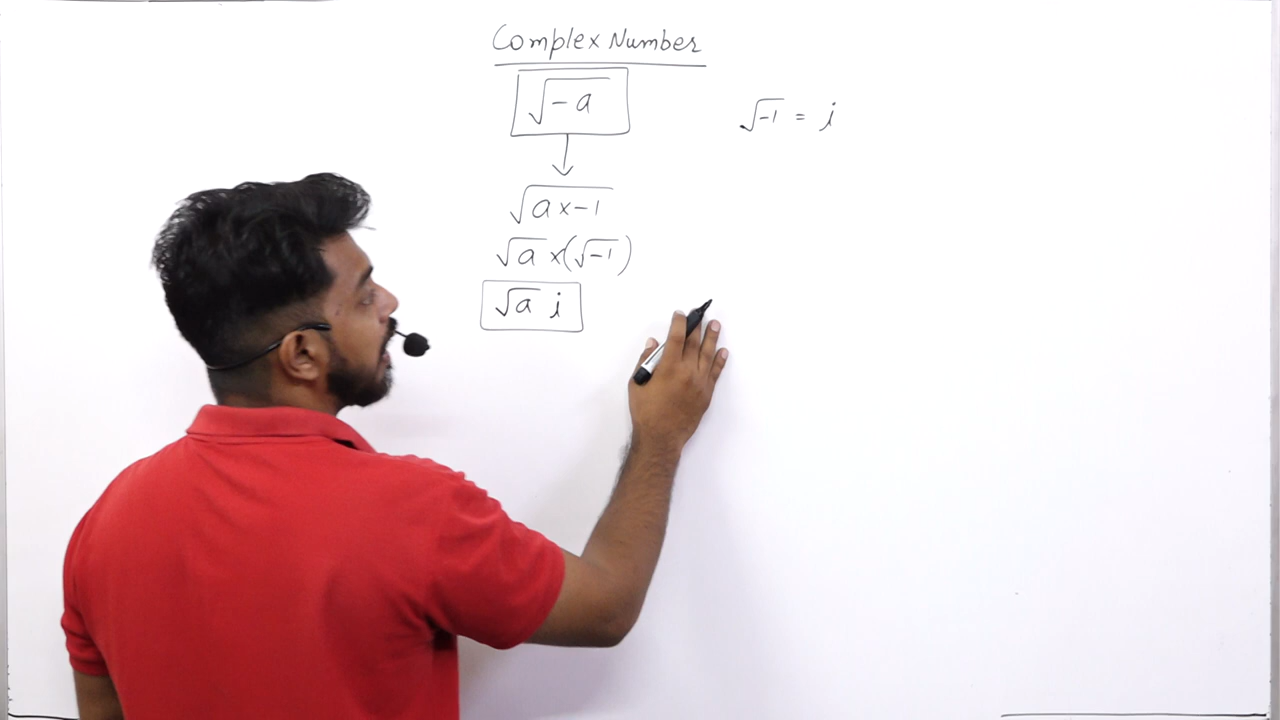 Complex Number
√-a
√-1 = i
√a×-1
√a ×(√-1)
√a i